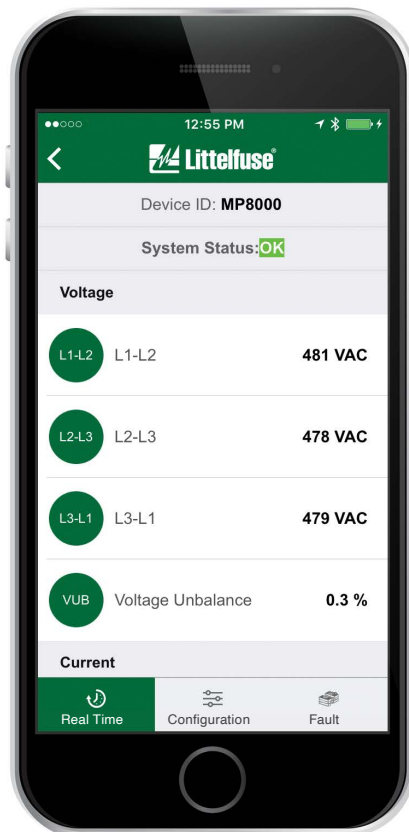 12:55 PM
Littelfuse®
Device ID: MP8000
System Status:OK
Voltage
L1-L2 L1-L2 481 VAC
L2-L3 L2-L3 478 VAC
L3-L1 L3-L1 479 VAC
VUB Voltage Unbalance 0.3 %
Current
Real Time Configuration Fault